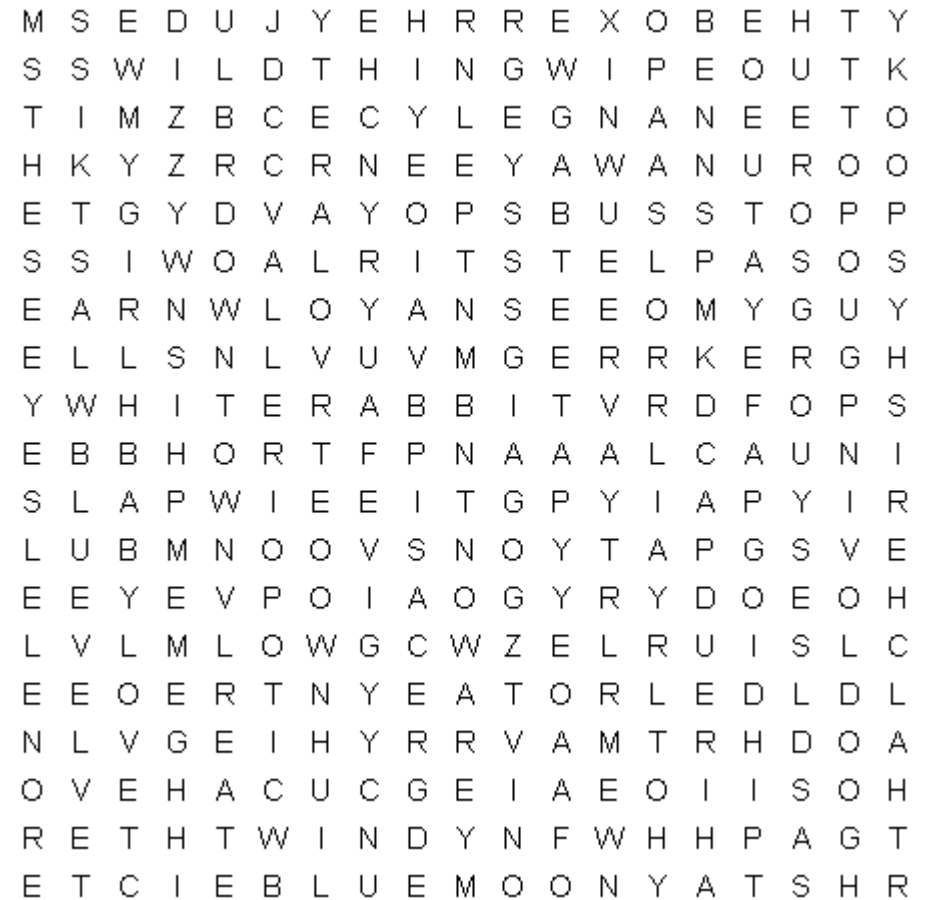 M S E D U J Y E H R R E X O B E H T Y
S S W I L D T H I N G W I P E O U T K
T I M Z B C E C Y L E G N A N E E T O
H K Y Z R C R N E E Y A W A N U R O O
E T G Y D V A Y O P S B U S S T O P P
S S I W O A L R I T S T E L P A S O S
E A R N W L O Y A N S E E O M Y G U Y
E L L S N L V U V M G E R R K E R G H
Y W H I T E R A B B I T V R D F O P S
E B B H O R T F P N A A A L C A U N I
S L A P W I E E I T G P Y I A P Y I R
L U B M N O O V S N O Y T A P G S V E
E E Y E V P O I A O G Y R Y D O E O H
L V L M L O W G C W Z E L R U I S L C
E E O E R T N Y E A T O R L E D L D L
N L V G E I H Y R R V A M T R H D O A
O V E H A C U C G E I A E O I I S O H
R E T H T W I N D Y N F W H H P A G T
E T C I E B L U E M O O N Y A T S H R